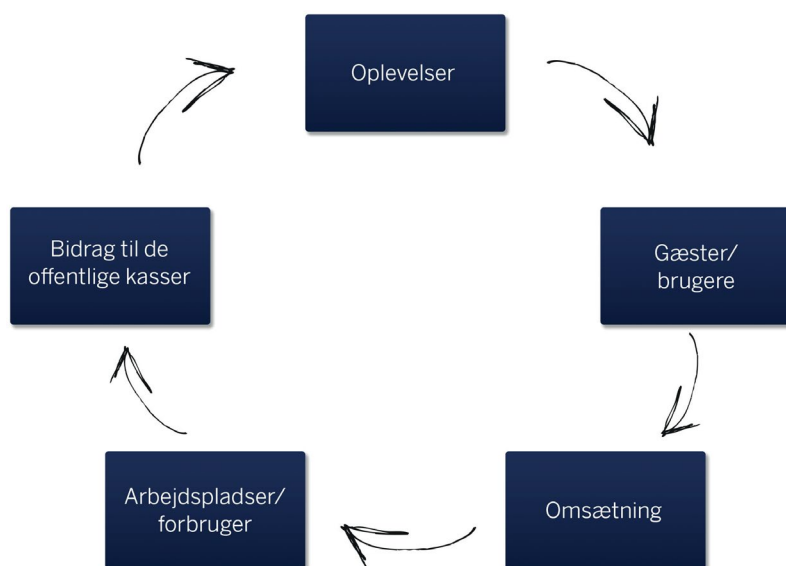 Oplevelser
Gæster/
brugere
Omsætning
Arbejdspladser/
forbruger
Bidrag til de
offentlige kasser